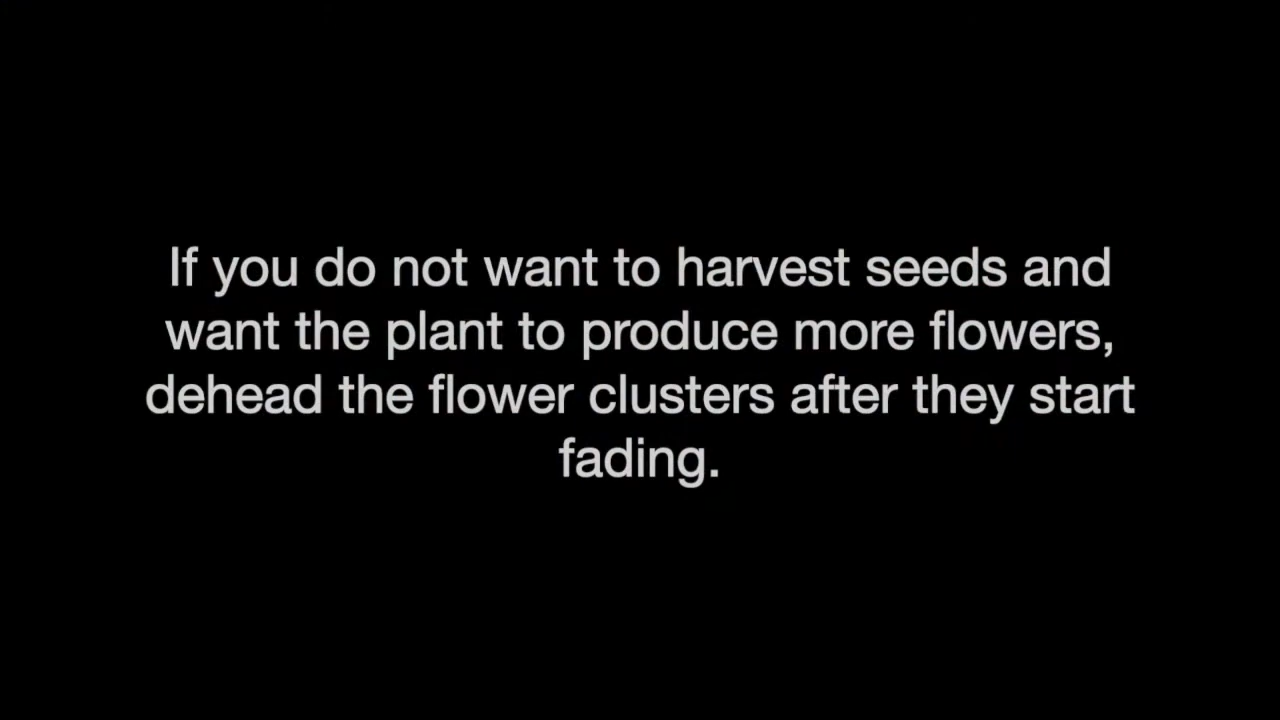 If you do not want to harvest seeds and
want the plant to produce more flowers,
dehead the flower clusters after they start
fading.